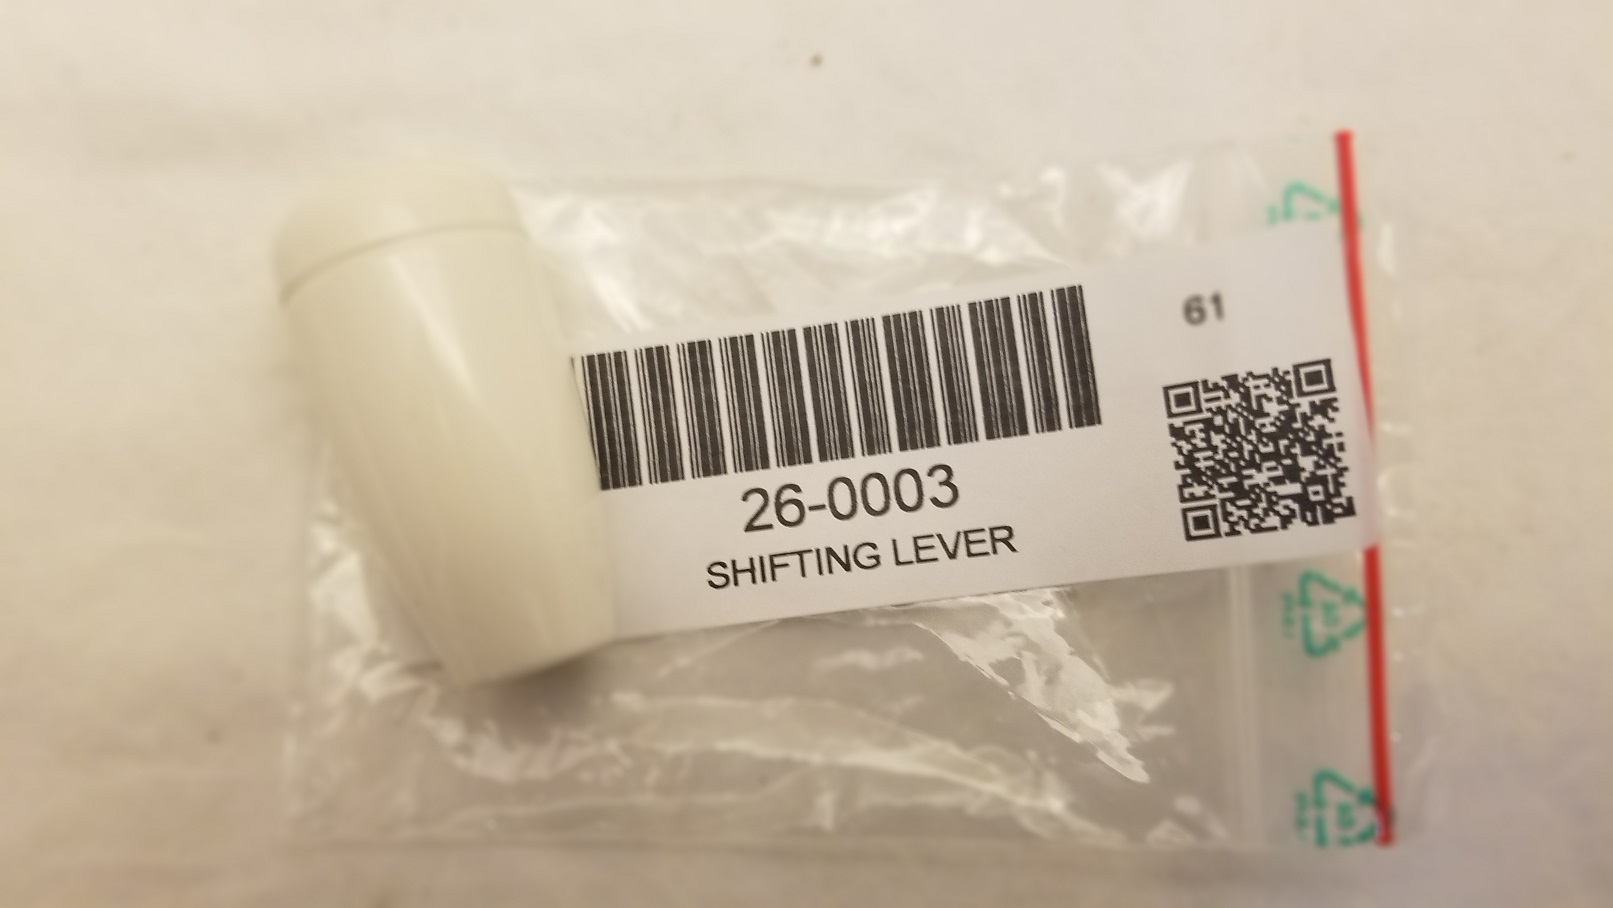 61
26-0003
SHIFTING LEVER